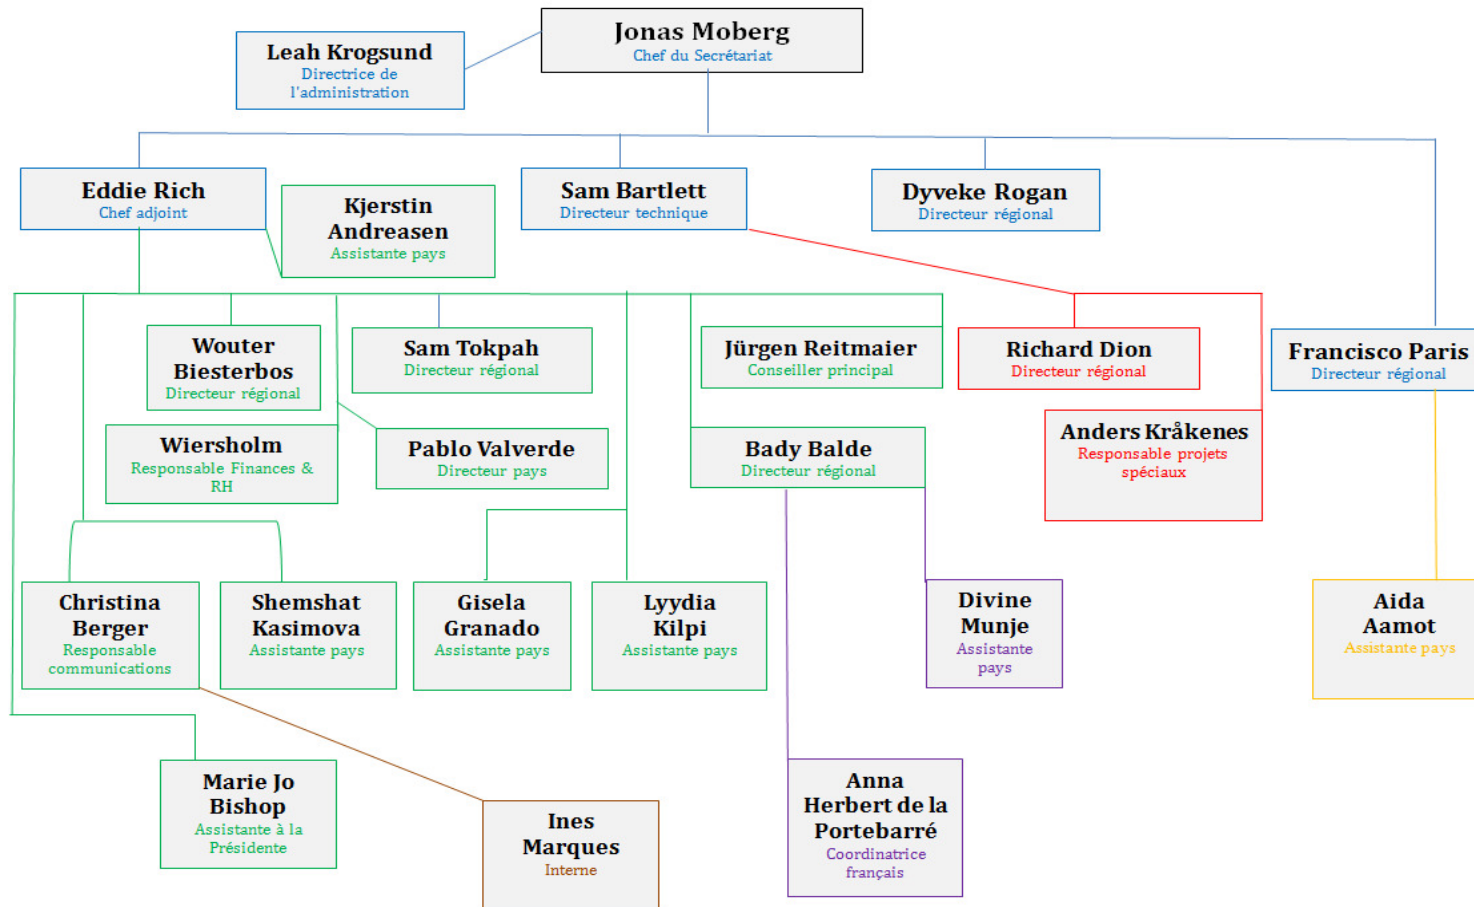 Jonas Moberg
Chef du Secrétariat
Leah Krogsund
Directrice de
l'administration
Eddie Rich
Chef adjoint
Kjerstin
Andreasen
Assistante pays
Sam Bartlett
Directeur technique
Dyveke Rogan
Directeur régional
Wouter
Biesterbos
Directeur régional
Sam Tokpah
Directeur régional
Jürgen Reitmaier
Conseiller principal
Richard Dion
Directeur régional
Francisco Paris
Directeur régional
Wiersholm
Responsable Finances &
RH
Pablo Valverde
Directeur pays
Bady Balde
Directeur régional
Anders Kråkenes
Responsable projets
spéciaux
Christina
Berger
Responsable
communications
Shemshat
Kasimova
Assistante pays
Gisela
Granado
Assistante pays
Lyydia
Kilpi
Assistante pays
Divine
Munje
Assistante
pays
Aida
Aamot
Assistante pays
Marie Jo
Bishop
Assistante à la
Présidente
Ines
Marques
Interne
Anna
Herbert de la
Portebarré
Coordinatrice
français